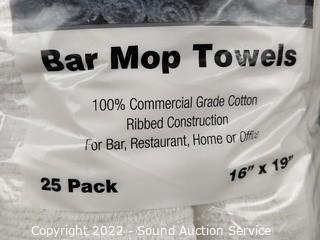 Bar Mop Towels
100% Commercial Grade Cotton
Ribbed Construction
For Bar, Restaurant, Home or Office
25 Pack
16" x 19"
Copyright 2022 - Sound Auction Service